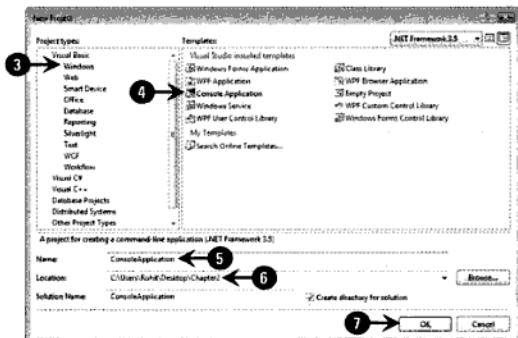 New Project
Project types:
Templates:
.NET Framework 3.5
3
Visual Basic
Windows
Web
Smart Device
Office
Database
Reporting
Silverlight
Test
WCF
Workflow
Visual C#
Visual C++
Database Projects
Distributed Systems
Other Project Types
4
Visual Studio installed templates
Windows Forms Application
Class Library
WPF Application
WPF Browser Application
Console Application
Empty Project
Windows Service
WPF Custom Control Library
WPF User Control Library
Windows Forms Control Library
My Templates
Search Online Templates...
A project for creating a command-line application (.NET Framework 3.5)
Name:
ConsoleApplication
5
Location:
C:\Users\Rohit\Desktop\Chapter2
6
Browse...
Solution Name:
ConsoleApplication
Create directory for solution
7
OK
Cancel